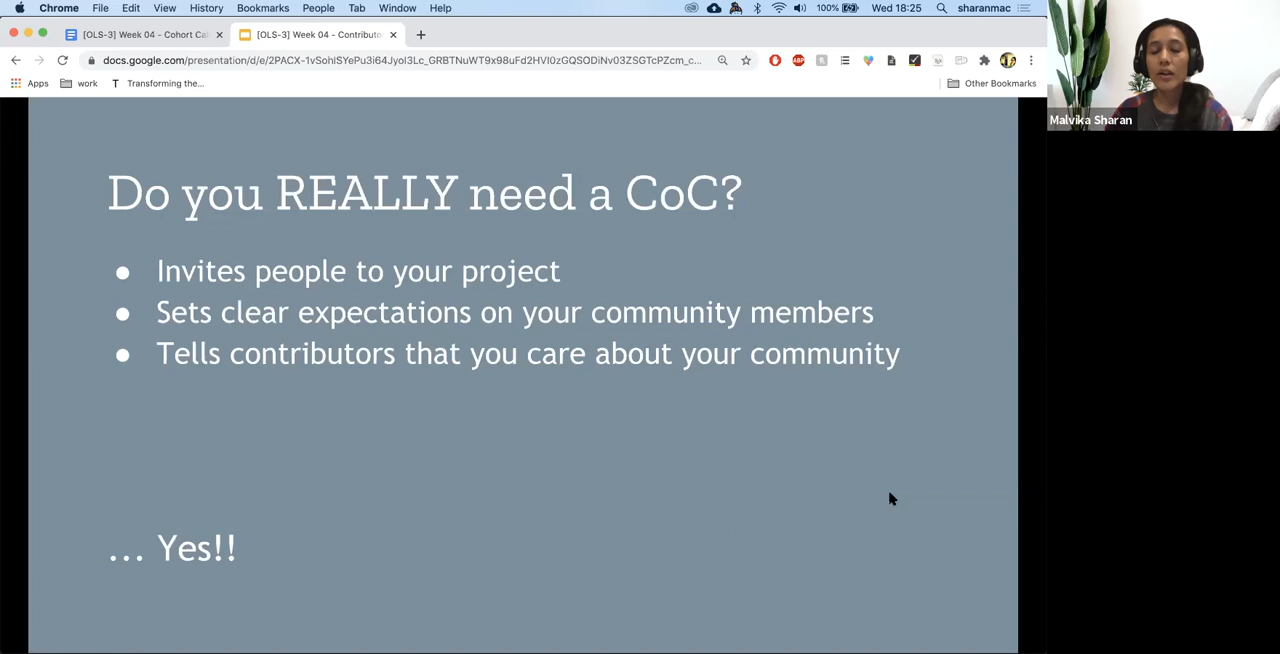 Chrome File Edit View History Bookmarks People Tab Window Help 100% Wed 18:25 sharanmac
[OLS-3] Week 04 - Cohort Ca
[OLS-3] Week 04 - Contributo
docs.google.com/presentation/d/e/2PACX-1vSohlSYePu3i64Jyol3Lc_GRBTNuWT9x98uFd2HVI0zGQSODiNv03ZSGTcPZcm_c...
Apps work Transforming the... Other Bookmarks
Malvika Sharan
Do you REALLY need a CoC?
● Invites people to your project
● Sets clear expectations on your community members
● Tells contributors that you care about your community
... Yes!!